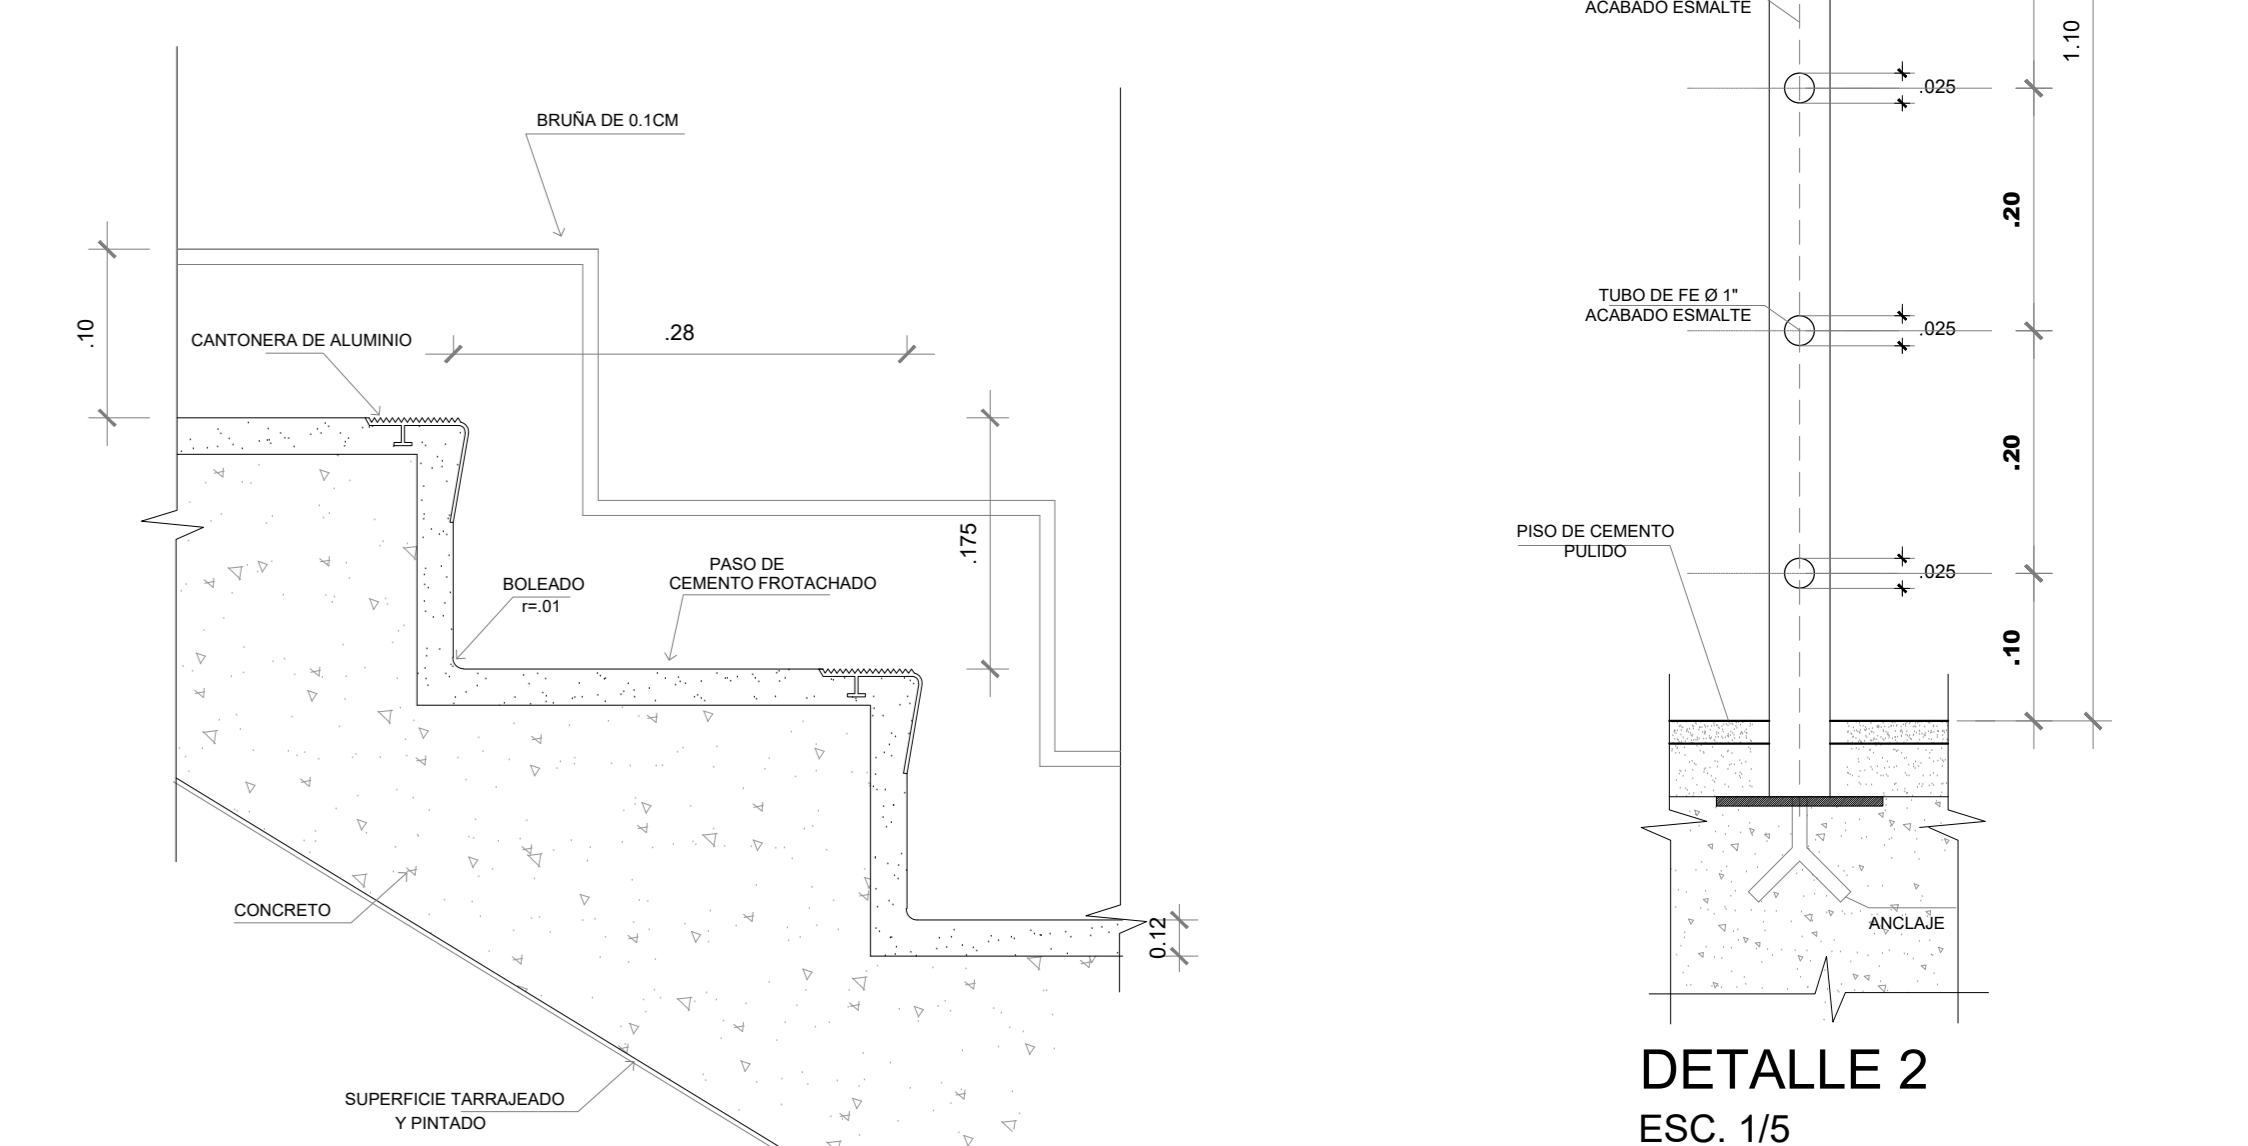 BRUÑA DE 0.1CM
.10
CANTONERA DE ALUMINIO
.28
.175
PASO DE
CEMENTO FROTACHADO
BOLEADO
r=.01
CONCRETO
0.12
SUPERFICIE TARRAJEADO
Y PINTADO
ACABADO ESMALTE
1.10
.025
.20
TUBO DE FE Ø 1"
ACABADO ESMALTE
.025
.20
PISO DE CEMENTO
PULIDO
.025
.10
ANCLAJE
DETALLE 2
ESC. 1/5